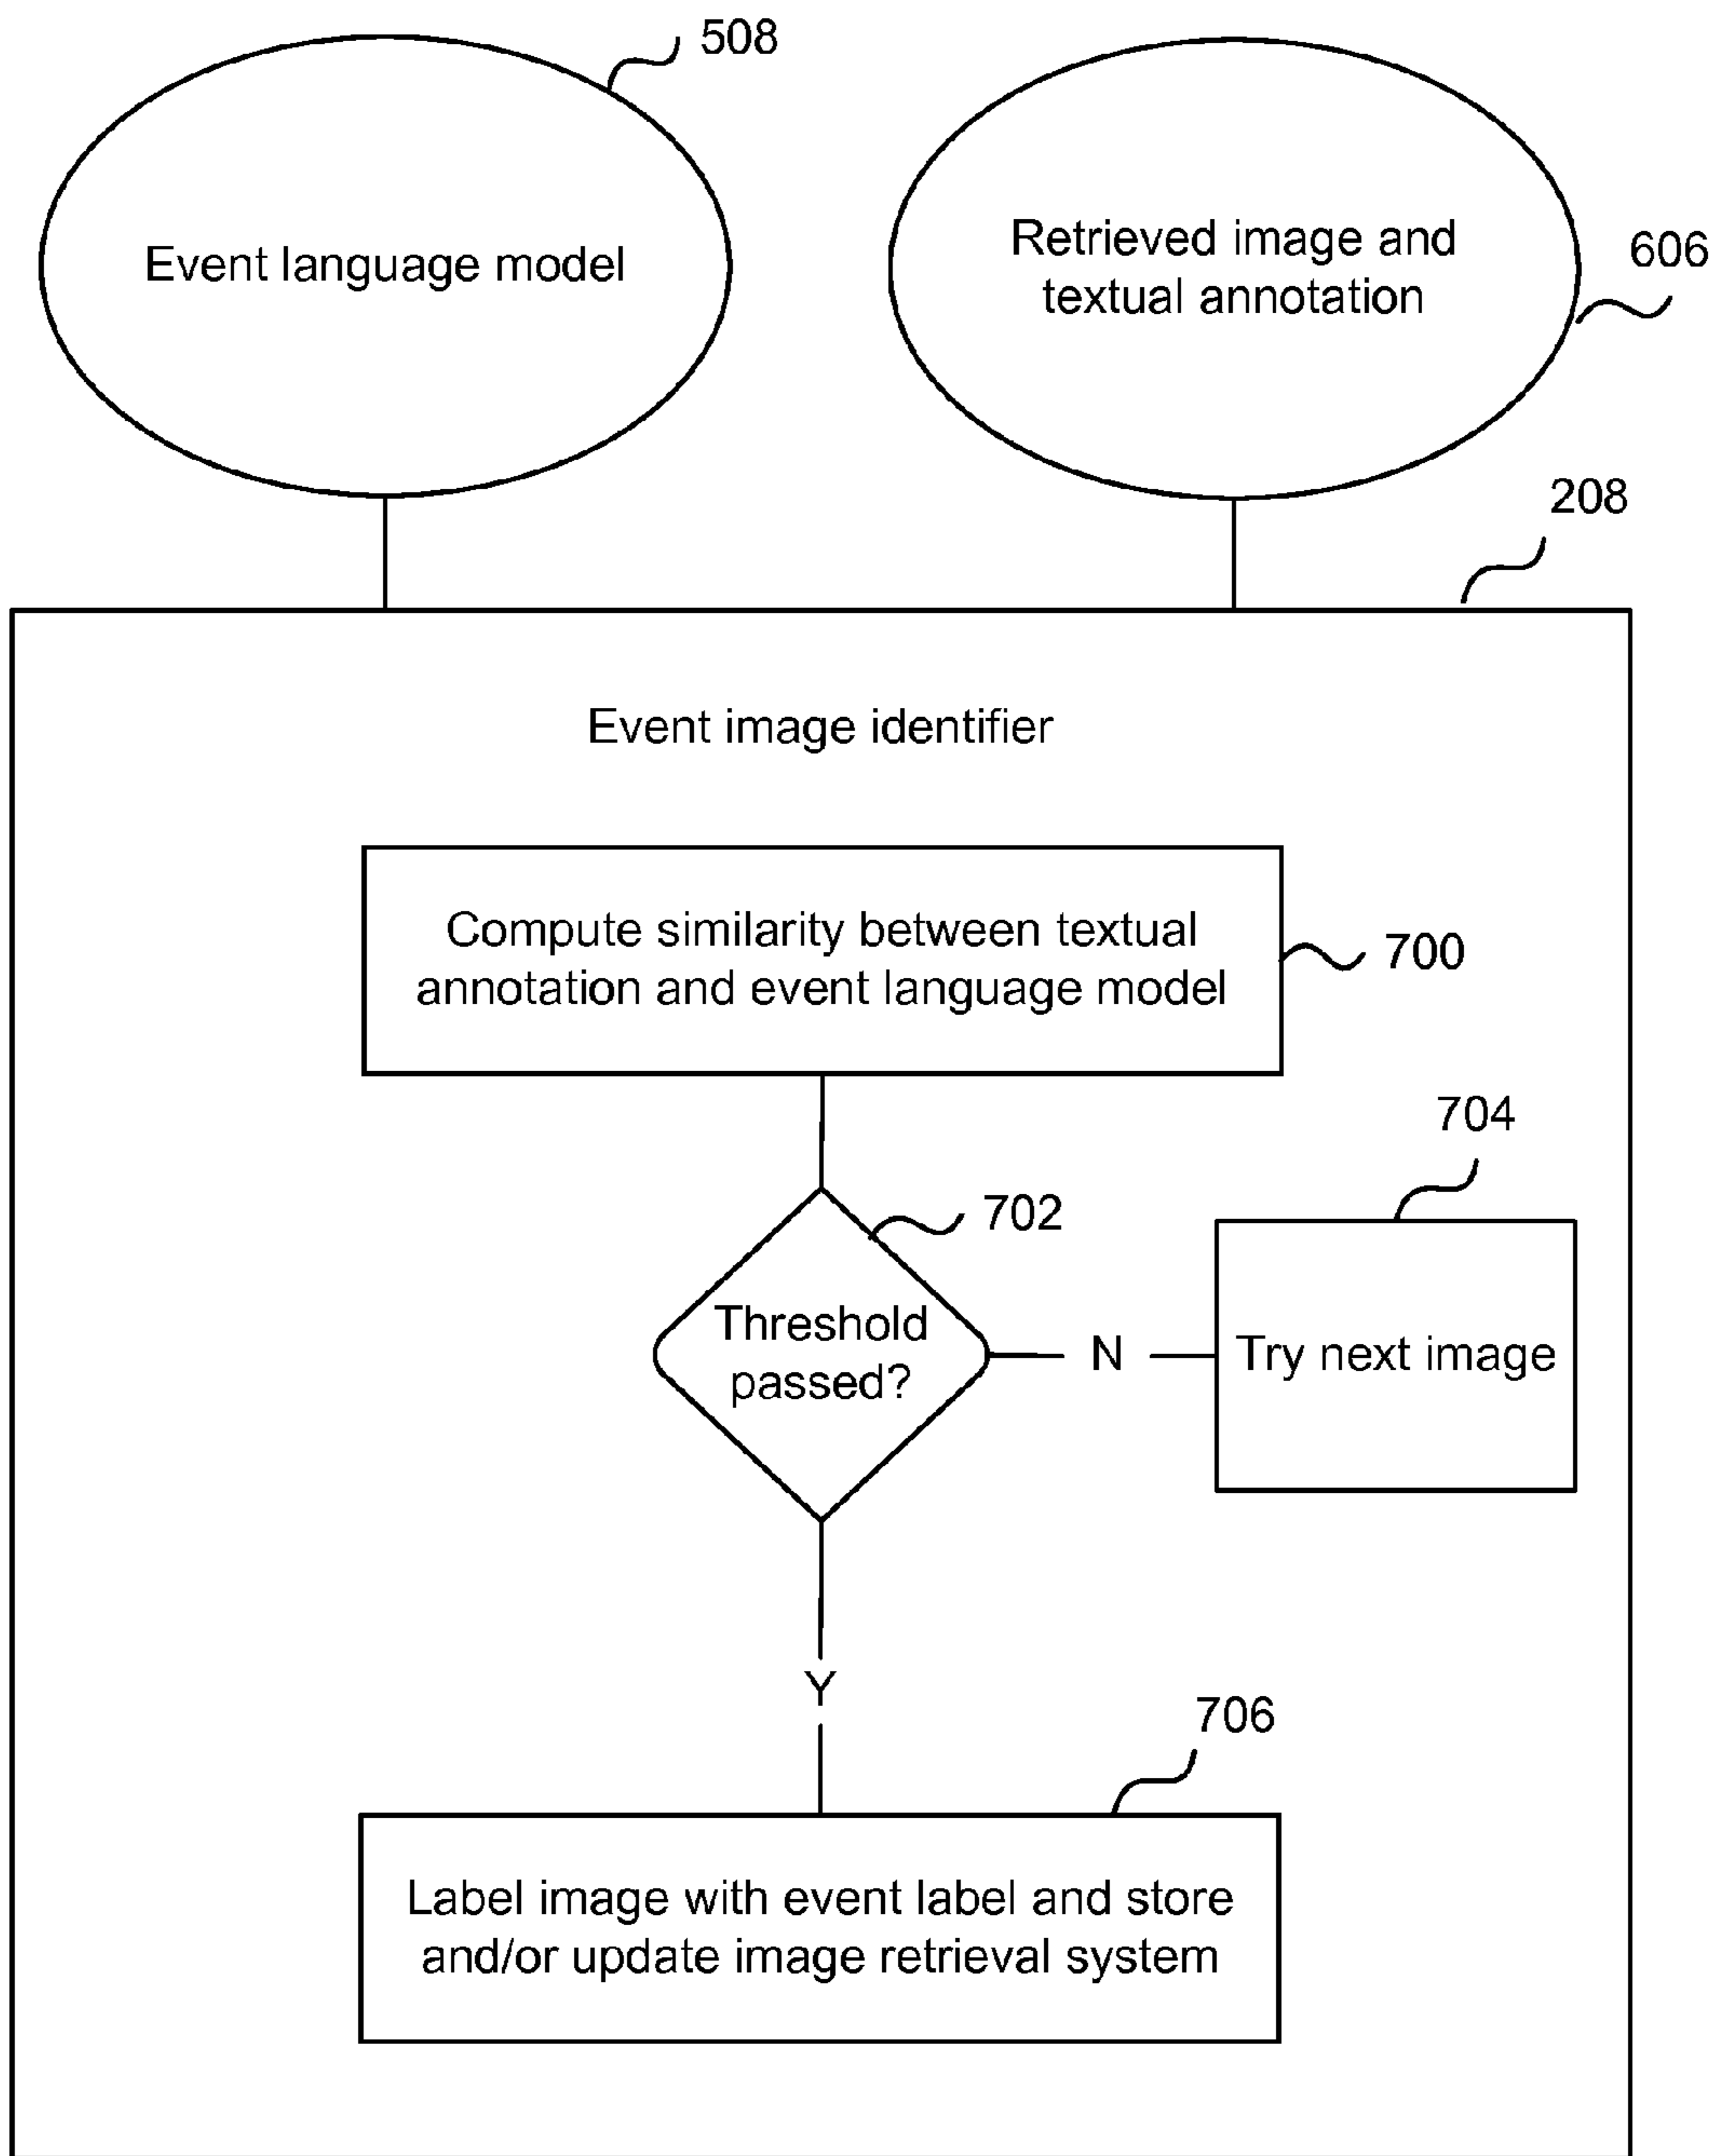 508
Event language model
Retrieved image and
textual annotation
606
208
Event image identifier
Compute similarity between textual
annotation and event language model
700
704
702
Threshold
passed?
N
Try next image
Y
706
Label image with event label and store
and/or update image retrieval system